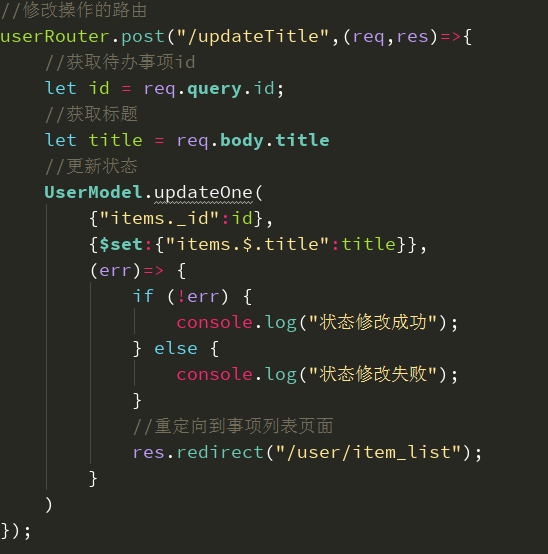 //修改操作的路由
userRouter.post("/updateTitle",(req,res)=>{
//获取待办事项id
let id = req.query.id;
//获取标题
let title = req.body.title
//更新状态
UserModel.updateOne(
{"items._id":id},
{$set:{"items.$.title":title}},
(err)=> {
if (!err) {
console.log("状态修改成功");
} else {
console.log("状态修改失败");
}
//重定向到事项列表页面
res.redirect("/user/item_list");
}
)
});